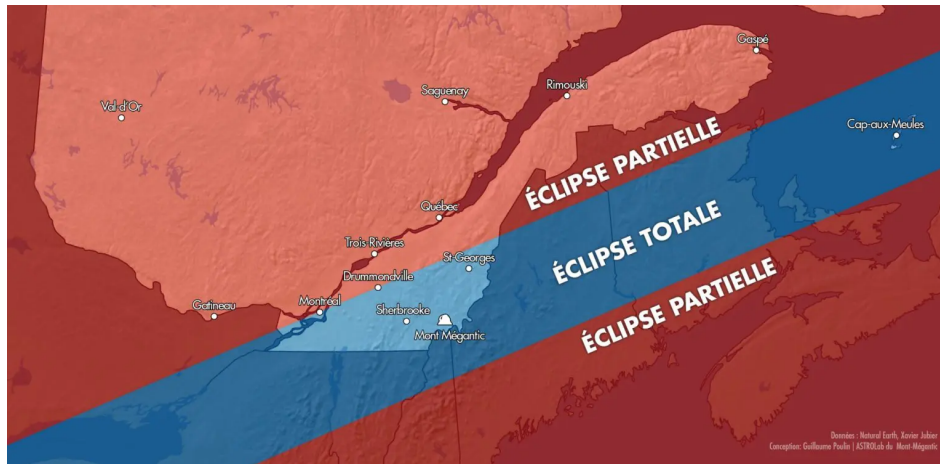 Gaspé
Val d'Or
Saguenay
Rimouski
Cap-aux-Meules
ÉCLIPSE PARTIELLE
Québec
Trois-Rivières
ÉCLIPSE TOTALE
St-Georges
Drummondville
Gatineau
Montréal
Sherbrooke
Mont Mégantic
ÉCLIPSE PARTIELLE
Données : Natural Earth, Xavier Jubier
Conception: Guillaume Poulin | ASTROLab du Mont-Mégantic